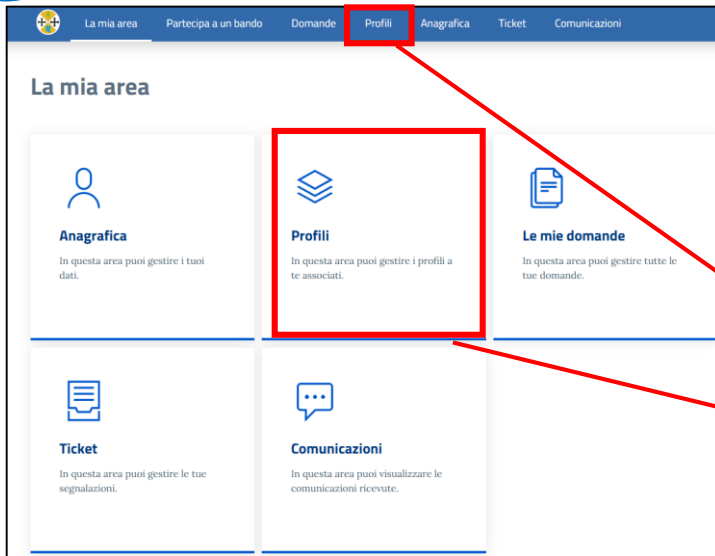 La mia area Partecipa a un bando Domande Profili Anagrafica Ticket Comunicazioni
La mia area
Anagrafica
In questa area puoi gestire i tuoi
dati.
Profili
In questa area puoi gestire i profili a
te associati.
Le mie domande
In questa area puoi gestire tutte le
tue domande.
Ticket
In questa area puoi gestire le tue
segnalazioni.
Comunicazioni
In questa area puoi visualizzare le
comunicazioni ricevute.